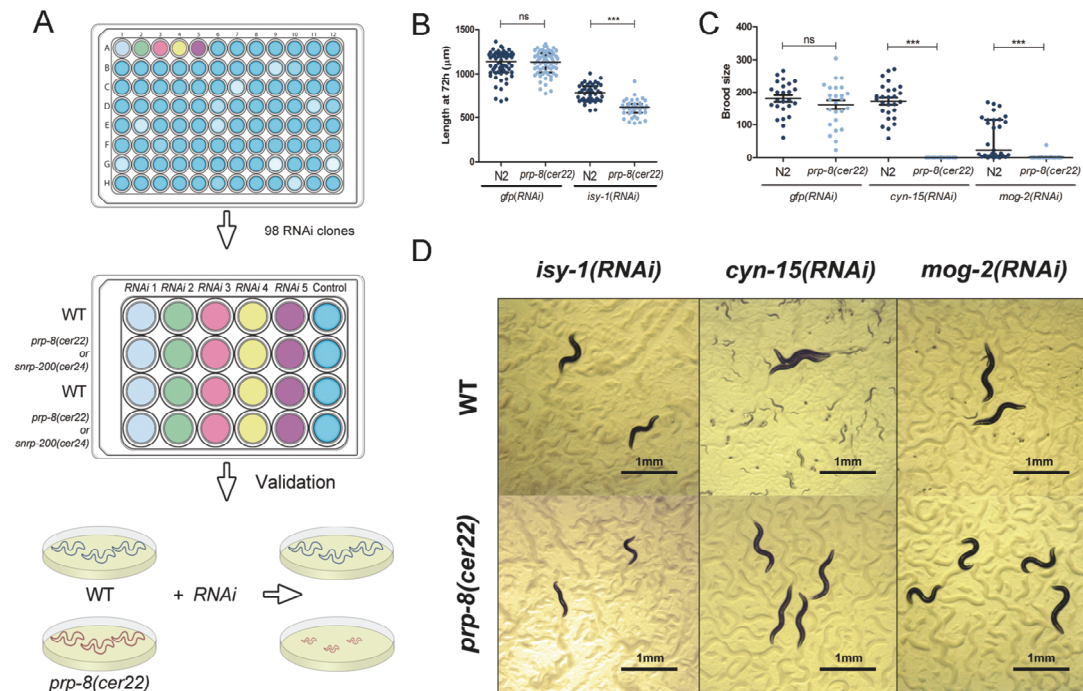 A
1 2 3 4 5 6 7 8 9 10 11 12
A
B
C
D
E
F
G
H
98 RNAi clones
RNAi 1 RNAi 2 RNAi 3 RNAi 4 RNAi 5 Control
WT
prp-8(cer22)
or
snrp-200(cer24)
WT
prp-8(cer22)
or
snrp-200(cer24)
Validation
WT
+ RNAi
prp-8(cer22)
B
Length at 72h (µm)
1500
1000
500
0
ns
***
N2 prp-8(cer22) N2 prp-8(cer22)
gfp(RNAi) isy-1(RNAi)
C
Brood size
400
300
200
100
0
ns
***
***
N2 prp-8(cer22) N2 prp-8(cer22) N2 prp-8(cer22)
gfp(RNAi) cyn-15(RNAi) mog-2(RNAi)
D
isy-1(RNAi) cyn-15(RNAi) mog-2(RNAi)
WT
1mm 1mm 1mm
prp-8(cer22)
1mm 1mm 1mm